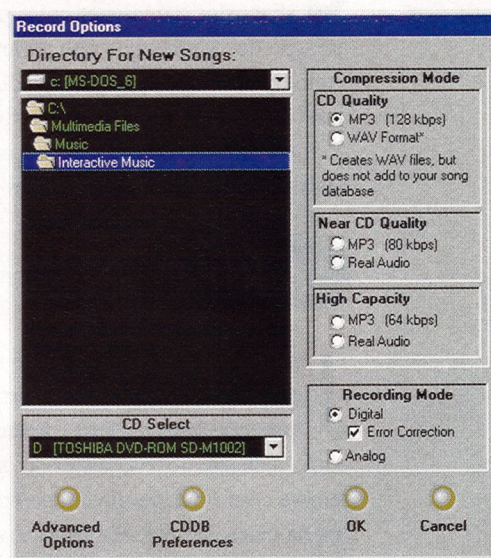 Record Options
Directory For New Songs:
c: [MS-DOS_6]
C:\
Multimedia Files
Music
Interactive Music
CD Select
D [TOSHIBA DVD-ROM SD-M1002]
Compression Mode
CD Quality
MP3 (128 kbps)
WAV Format*
* Creates WAV files, but
does not add to your song
database
Near CD Quality
MP3 (80 kbps)
Real Audio
High Capacity
MP3 (64 kbps)
Real Audio
Recording Mode
Digital
Error Correction
Analog
Advanced
Options
CDDB
Preferences
OK
Cancel